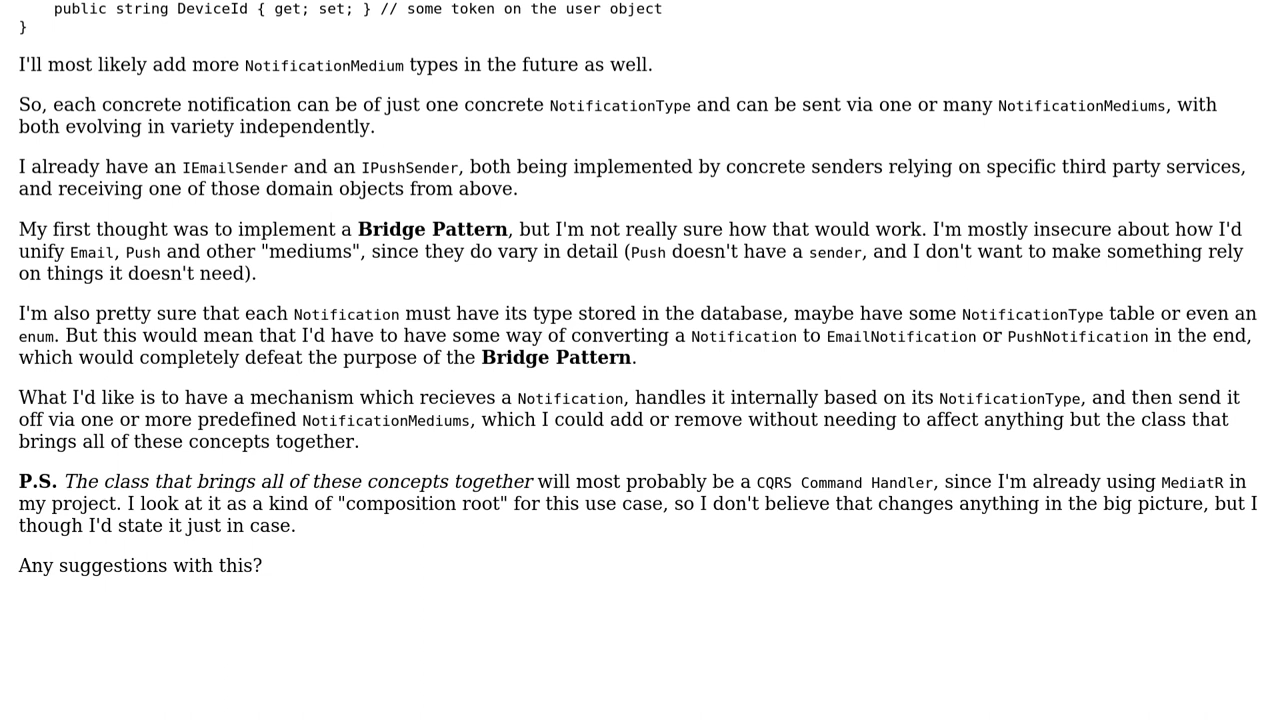 public string DeviceId { get; set; } // some token on the user object
}
I'll most likely add more NotificationMedium types in the future as well.
So, each concrete notification can be of just one concrete NotificationType and can be sent via one or many NotificationMediums, with
both evolving in variety independently.
I already have an IEmailSender and an IPushSender, both being implemented by concrete senders relying on specific third party services,
and receiving one of those domain objects from above.
My first thought was to implement a Bridge Pattern, but I'm not really sure how that would work. I'm mostly insecure about how I'd
unify Email, Push and other "mediums", since they do vary in detail (Push doesn't have a sender, and I don't want to make something rely
on things it doesn't need).
I'm also pretty sure that each Notification must have its type stored in the database, maybe have some NotificationType table or even an
enum. But this would mean that I'd have to have some way of converting a Notification to EmailNotification or PushNotification in the end,
which would completely defeat the purpose of the Bridge Pattern.
What I'd like is to have a mechanism which recieves a Notification, handles it internally based on its NotificationType, and then send it
off via one or more predefined NotificationMediums, which I could add or remove without needing to affect anything but the class that
brings all of these concepts together.
P.S. The class that brings all of these concepts together will most probably be a CQRS Command Handler, since I'm already using MediatR in
my project. I look at it as a kind of "composition root" for this use case, so I don't believe that changes anything in the big picture, but I
though I'd state it just in case.
Any suggestions with this?